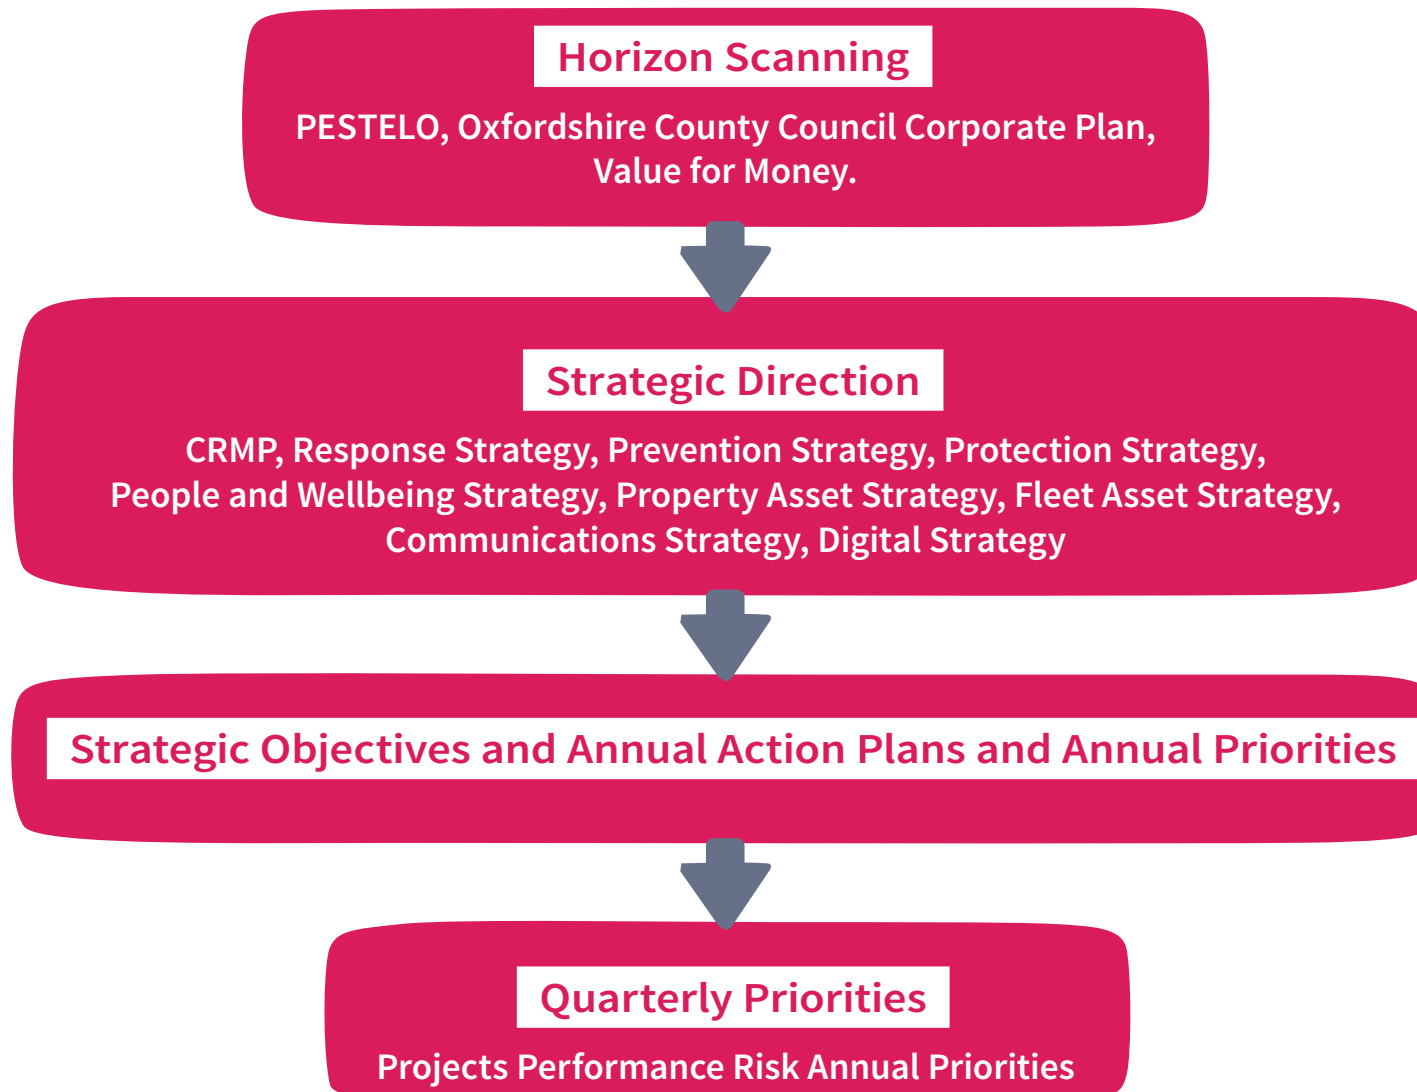 Horizon Scanning
PESTELO, Oxfordshire County Council Corporate Plan,
Value for Money.
Strategic Direction
CRMP, Response Strategy, Prevention Strategy, Protection Strategy,
People and Wellbeing Strategy, Property Asset Strategy, Fleet Asset Strategy,
Communications Strategy, Digital Strategy
Strategic Objectives and Annual Action Plans and Annual Priorities
Quarterly Priorities
Projects Performance Risk Annual Priorities